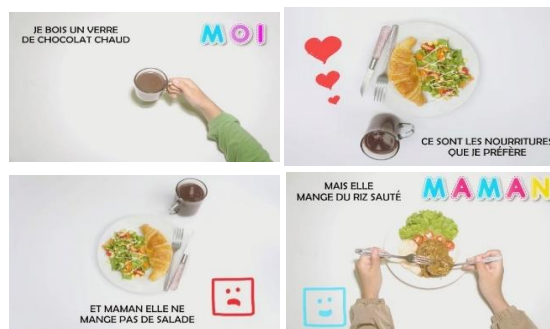 JE BOIS UN VERRE
DE CHOCOLAT CHAUD
MOI
CE SONT LES NOURRITURES
QUE JE PRÉFÈRE
ET MAMAN ELLE NE
MANGE PAS DE SALADE
MAIS ELLE
MANGE DU RIZ SAUTÉ
MAMAN